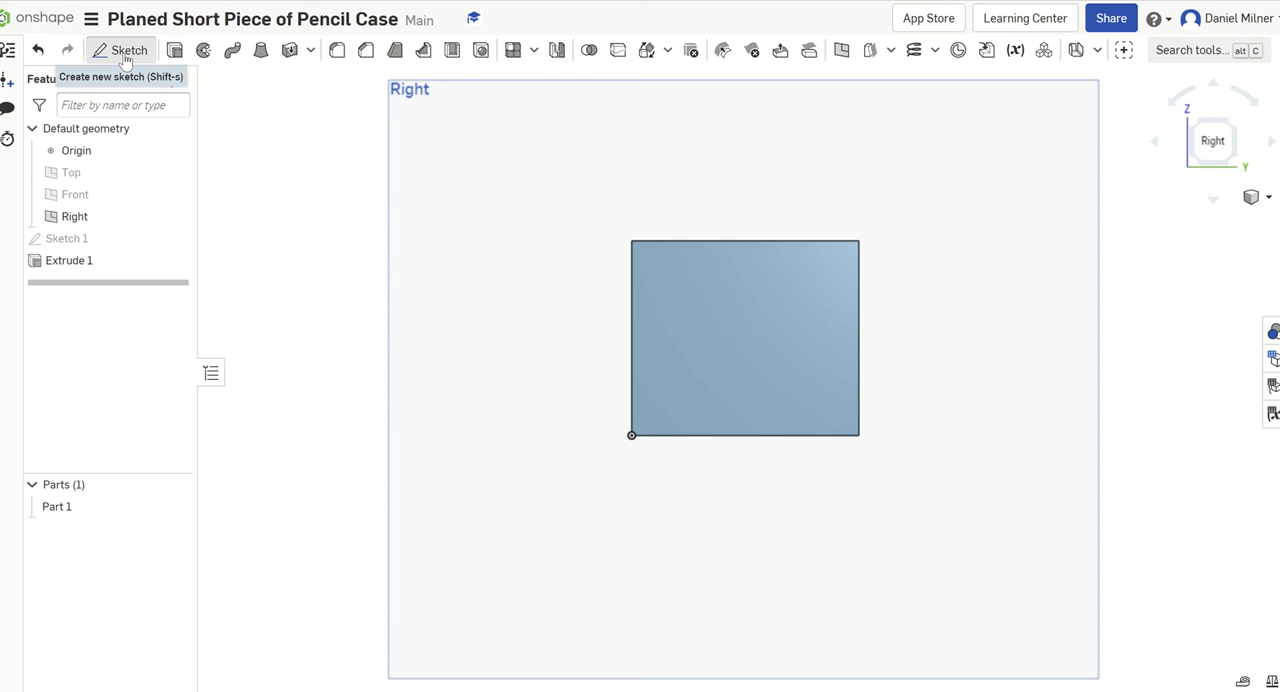 onshape Planed Short Piece of Pencil Case Main App Store Learning Center Share Daniel Milner
Sketch Search tools... alt C
Create new sketch (Shift-s)
Featu
Filter by name or type
Default geometry
Origin
Top
Front
Right
Sketch 1
Extrude 1
Parts (1)
Part 1
Right
Z
Right
Y